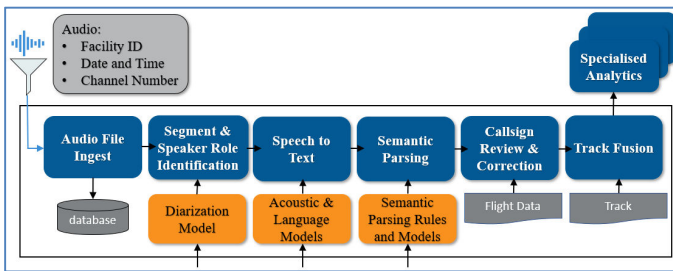 Audio:
• Facility ID
• Date and Time
• Channel Number
Specialised
Analytics
Audio File
Ingest
Segment &
Speaker Role
Identification
Speech to
Text
Semantic
Parsing
Callsign
Review &
Correction
Track Fusion
database
Diarization
Model
Acoustic &
Language
Models
Semantic
Parsing Rules
and Models
Flight Data
Track